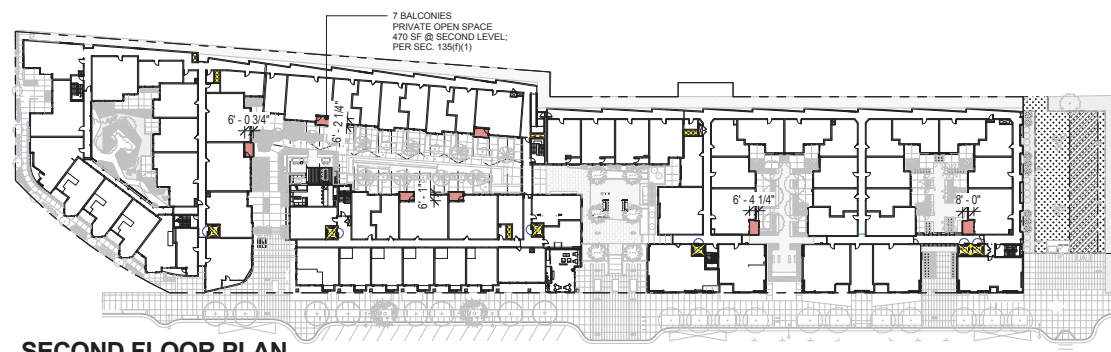 7 BALCONIES
PRIVATE OPEN SPACE
470 SF @ SECOND LEVEL;
PER SEC. 135(f)(1)
6' - 0 3/4"
6' - 2 1/4"
6' - 1"
6' - 4 1/4"
8' - 0"
SECOND FLOOR PLAN